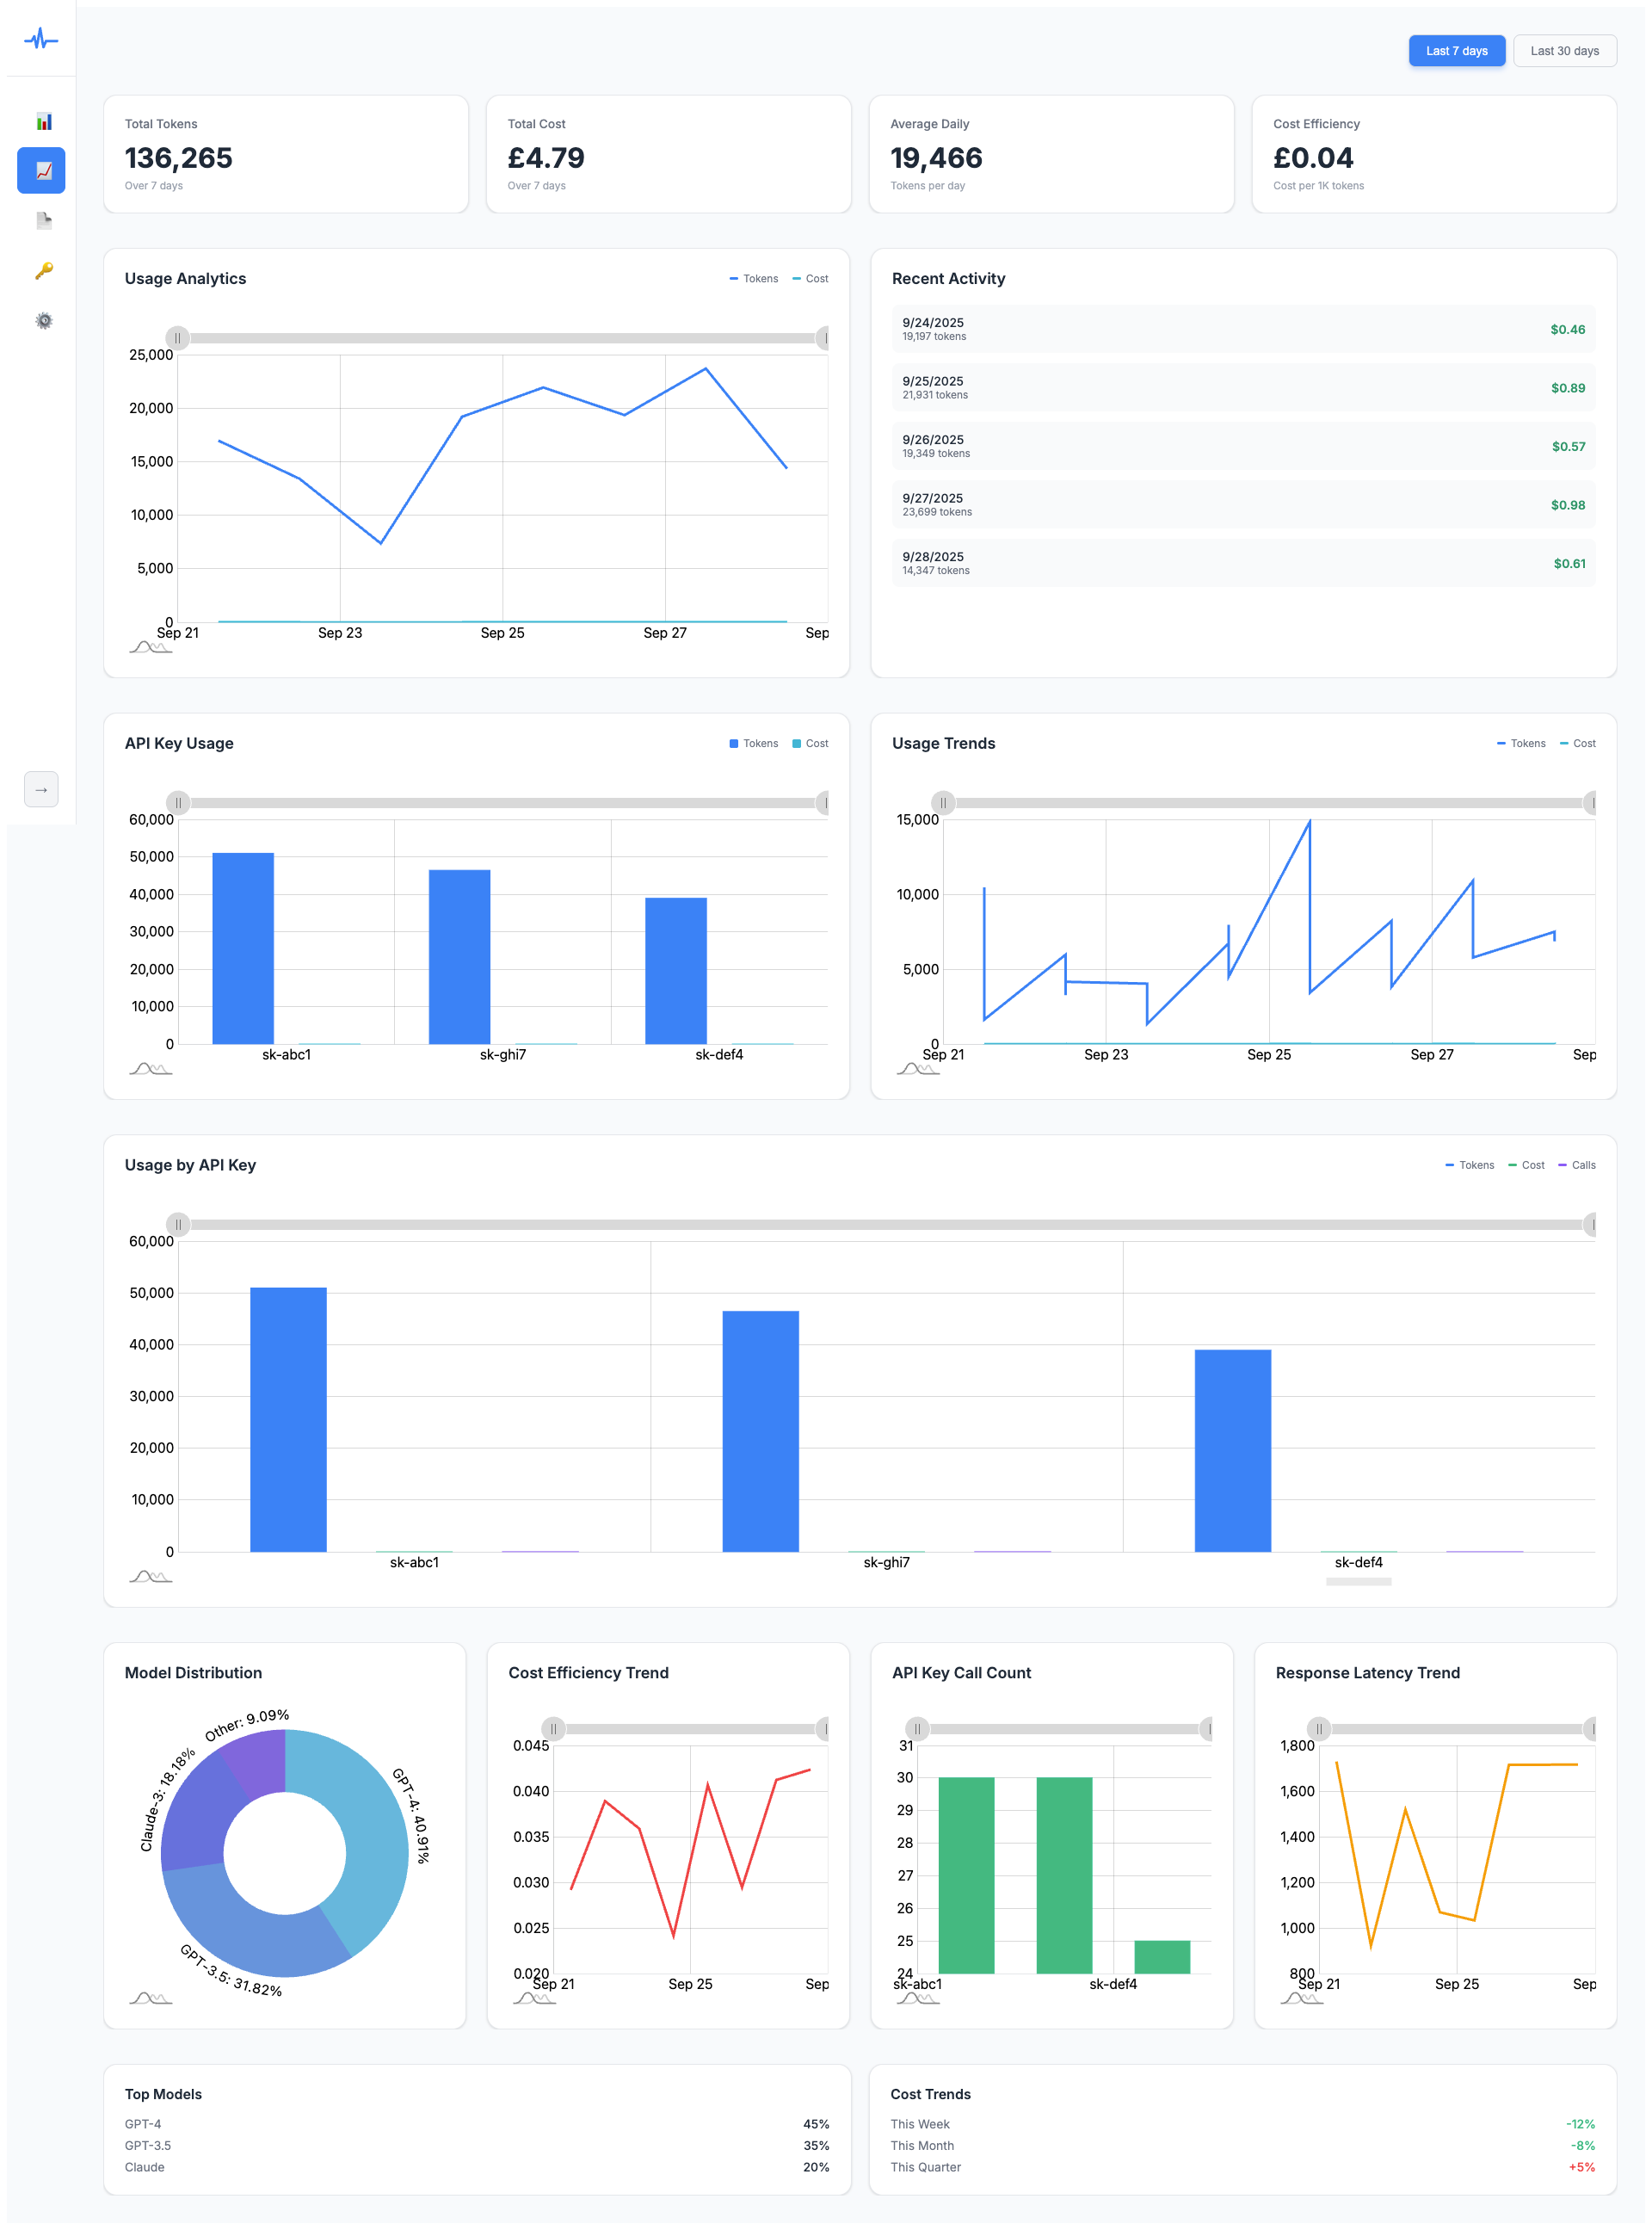 Last 7 days
Last 30 days
Total Tokens
136,265
Over 7 days
Total Cost
£4.79
Over 7 days
Average Daily
19,466
Tokens per day
Cost Efficiency
£0.04
Cost per 1K tokens
Usage Analytics
Tokens
Cost
25,000
20,000
15,000
10,000
5,000
0
Sep 21
Sep 23
Sep 25
Sep 27
Sep
Recent Activity
9/24/2025
19,197 tokens
$0.46
9/25/2025
21,931 tokens
$0.89
9/26/2025
19,349 tokens
$0.57
9/27/2025
23,699 tokens
$0.98
9/28/2025
14,347 tokens
$0.61
API Key Usage
Tokens
Cost
60,000
50,000
40,000
30,000
20,000
10,000
0
sk-abc1
sk-ghi7
sk-def4
Usage Trends
Tokens
Cost
15,000
10,000
5,000
0
Sep 21
Sep 23
Sep 25
Sep 27
Sep
→
Usage by API Key
Tokens
Cost
Calls
60,000
50,000
40,000
30,000
20,000
10,000
0
sk-abc1
sk-ghi7
sk-def4
Model Distribution
Other: 9.09%
Claude-3: 18.18%
GPT-4: 40.91%
GPT-3.5: 31.82%
Cost Efficiency Trend
0.045
0.040
0.035
0.030
0.025
0.020
Sep 21
Sep 25
Sep
API Key Call Count
31
30
29
28
27
26
25
24
sk-abc1
sk-def4
Response Latency Trend
1,800
1,600
1,400
1,200
1,000
800
Sep 21
Sep 25
Sep
Top Models
GPT-4
45%
GPT-3.5
35%
Claude
20%
Cost Trends
This Week
-12%
This Month
-8%
This Quarter
+5%